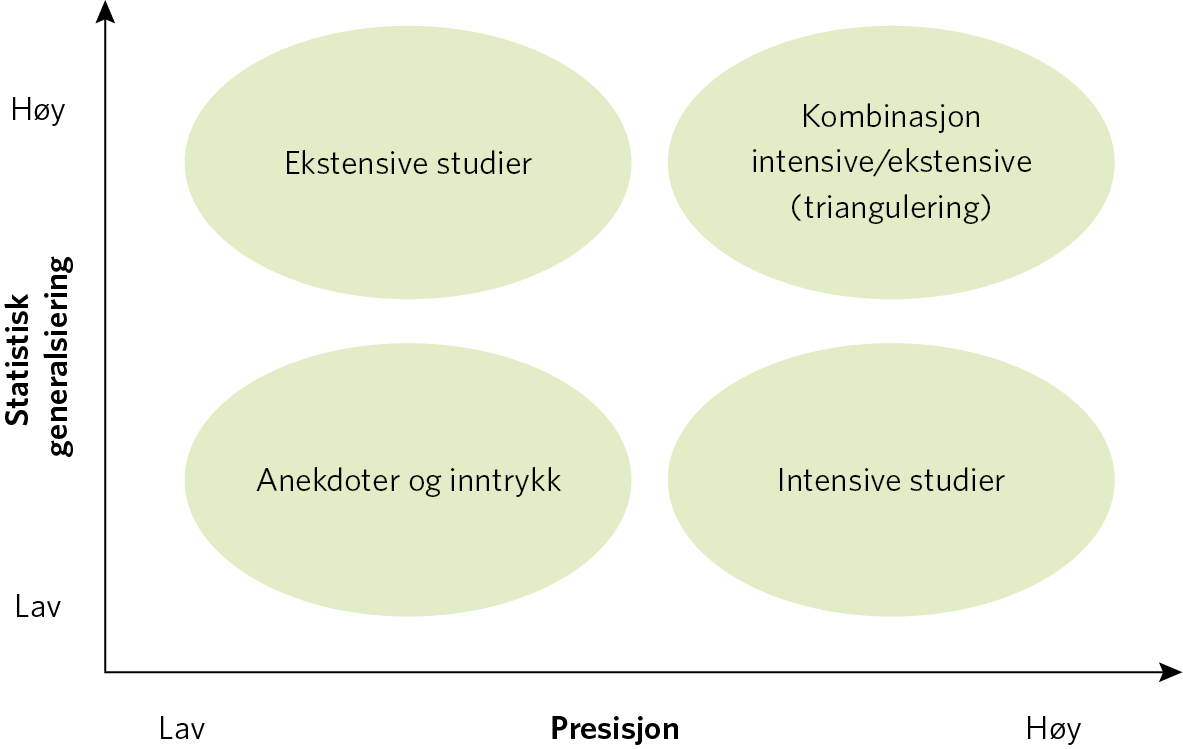 Høy
Ekstensive studier
Kombinasjon
intensive/ekstensive
(triangulering)
Statistisk
generalsiering
Anekdoter og inntrykk
Intensive studier
Lav
Lav
Presisjon
Høy